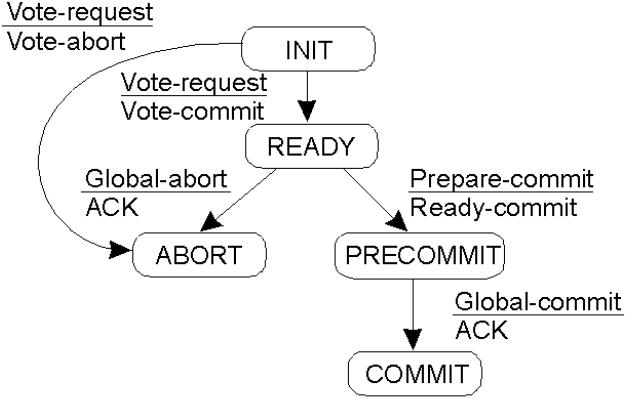 Vote-request
Vote-abort
INIT
Vote-request
Vote-commit
READY
Global-abort
ACK
Prepare-commit
Ready-commit
ABORT
PRECOMMIT
Global-commit
ACK
COMMIT